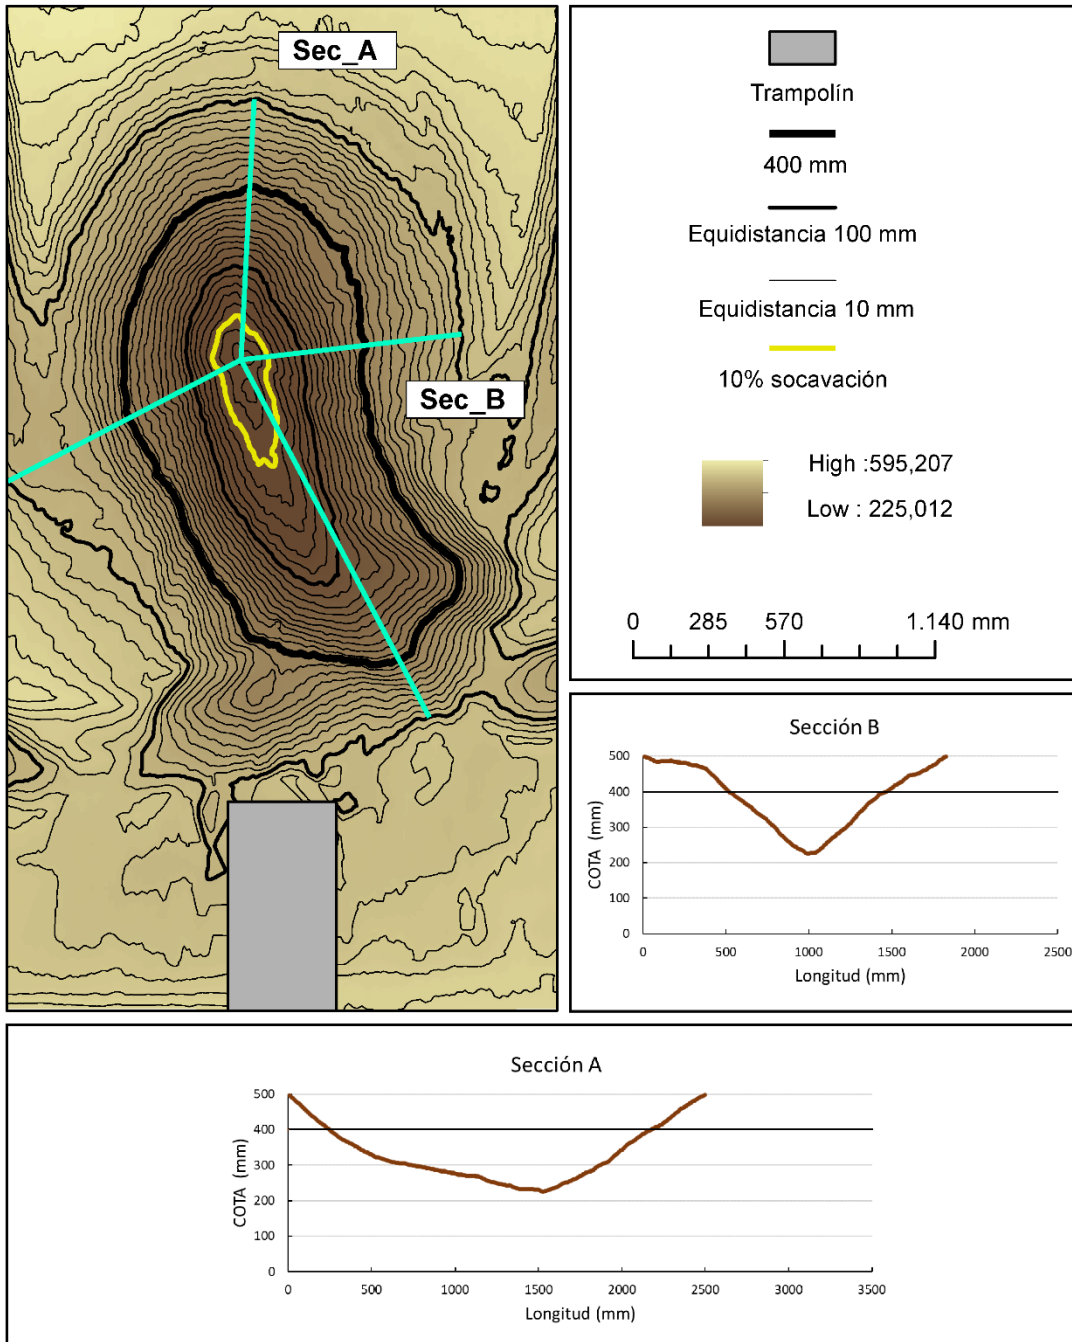 Sec_A
Sec_B
Trampolín
400 mm
Equidistancia 100 mm
Equidistancia 10 mm
10% socavación
High :595,207
Low : 225,012
0 285 570 1.140 mm
Sección B
500
400
300
200
100
0
COTA (mm)
0 500 1000 1500 2000 2500
Longitud (mm)
Sección A
500
400
300
200
100
0
COTA (mm)
0 500 1000 1500 2000 2500 3000 3500
Longitud (mm)